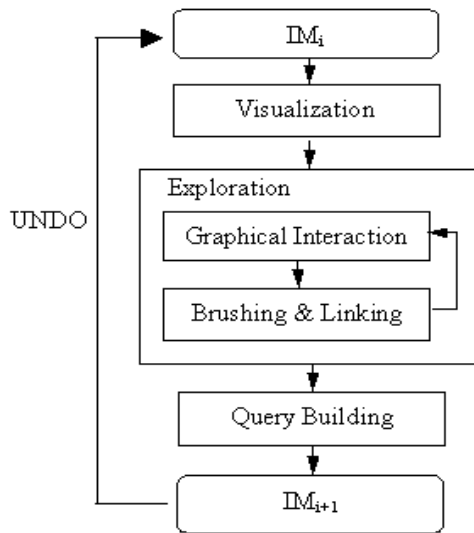 IMi
Visualization
Exploration
Graphical Interaction
UNDO
Brushing & Linking
Query Building
IMi+1